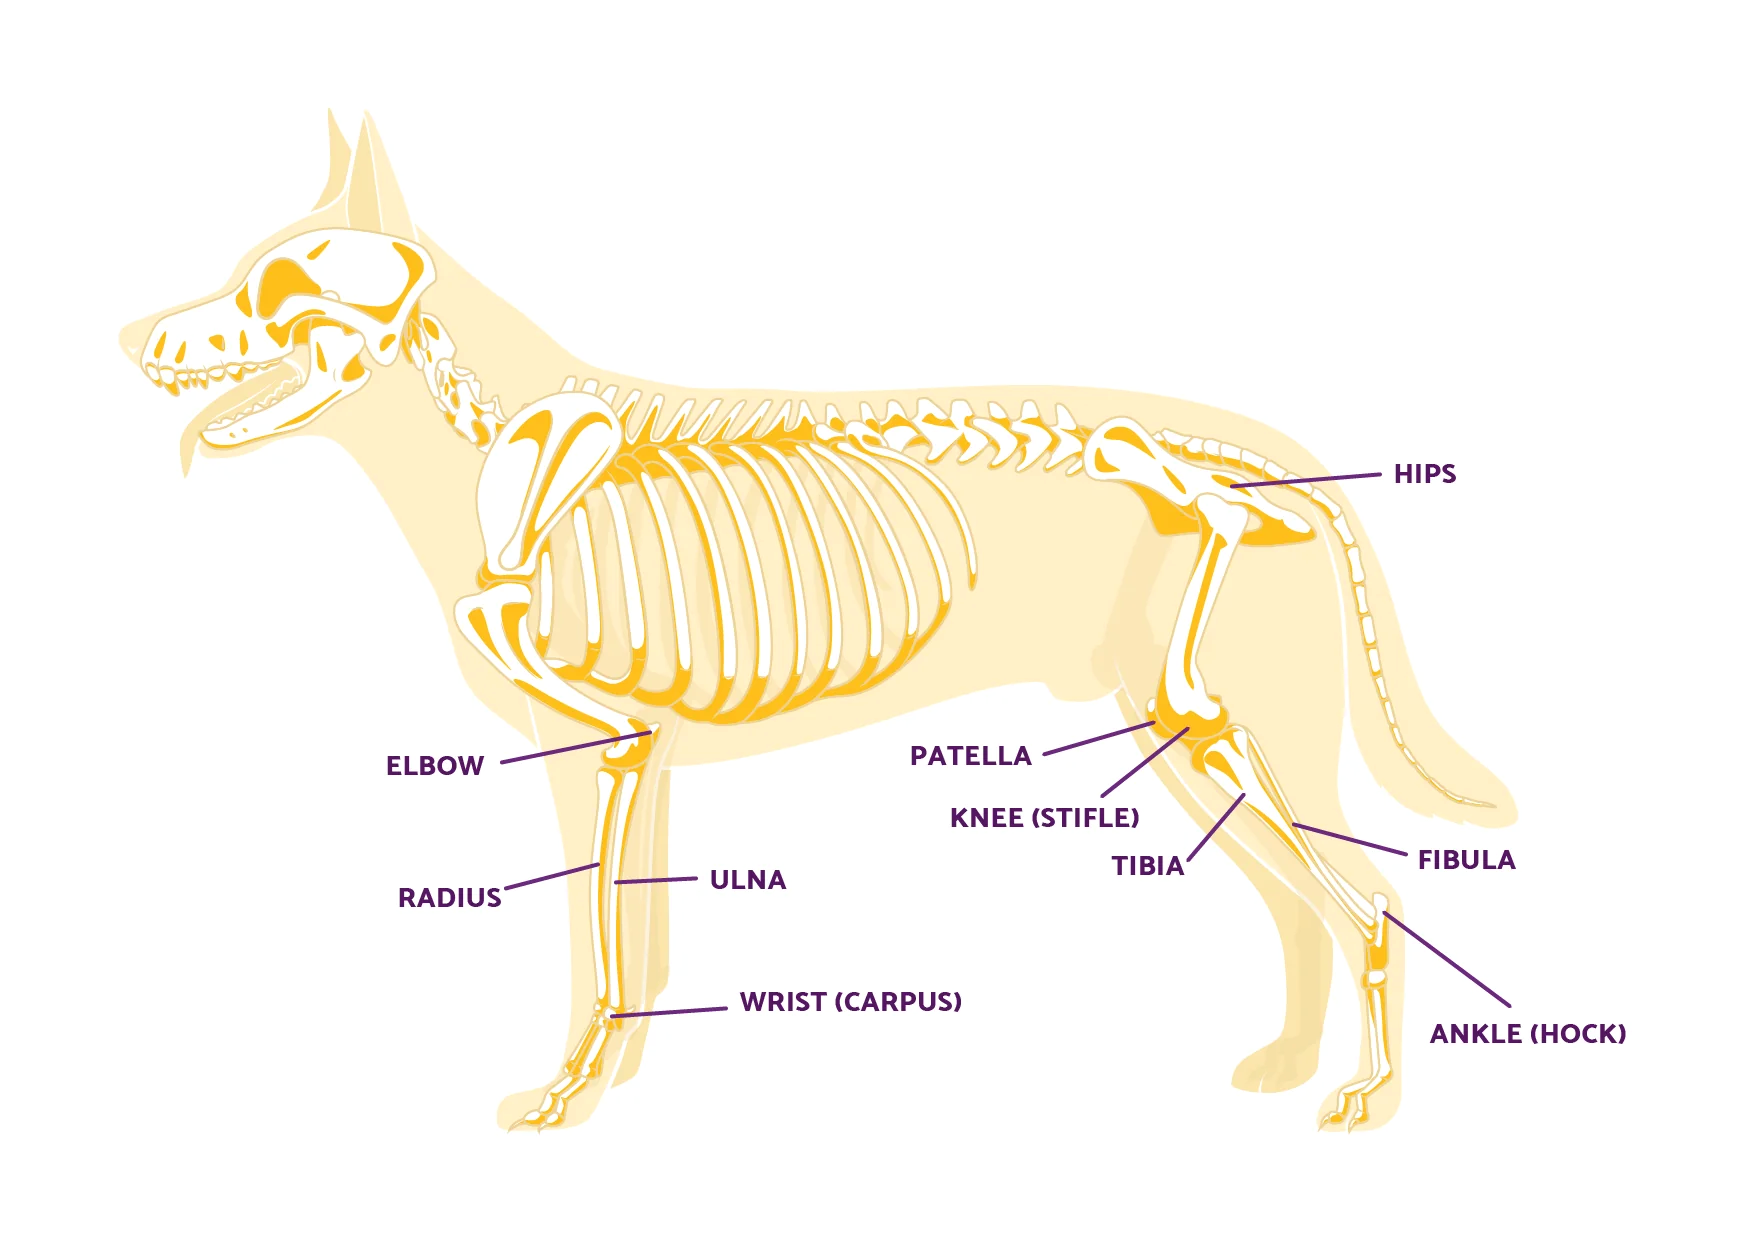 HIPS
ELBOW
PATELLA
KNEE (STIFLE)
TIBIA
FIBULA
RADIUS
ULNA
WRIST (CARPUS)
ANKLE (HOCK)